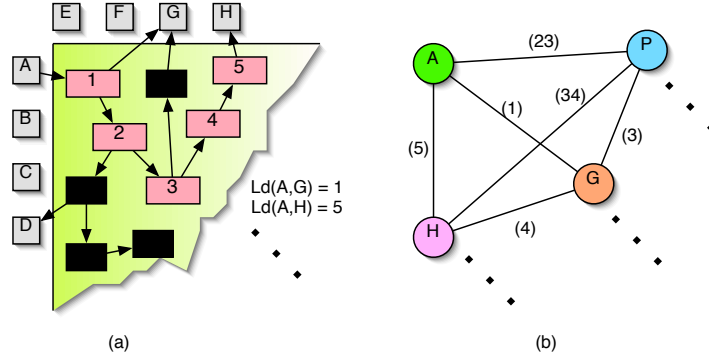 E F G H
A
B
C
D
1
2
3
4
5
Ld(A,G) = 1
Ld(A,H) = 5
(a)
A
P
G
H
(23)
(34)
(1)
(5)
(3)
(4)
(b)